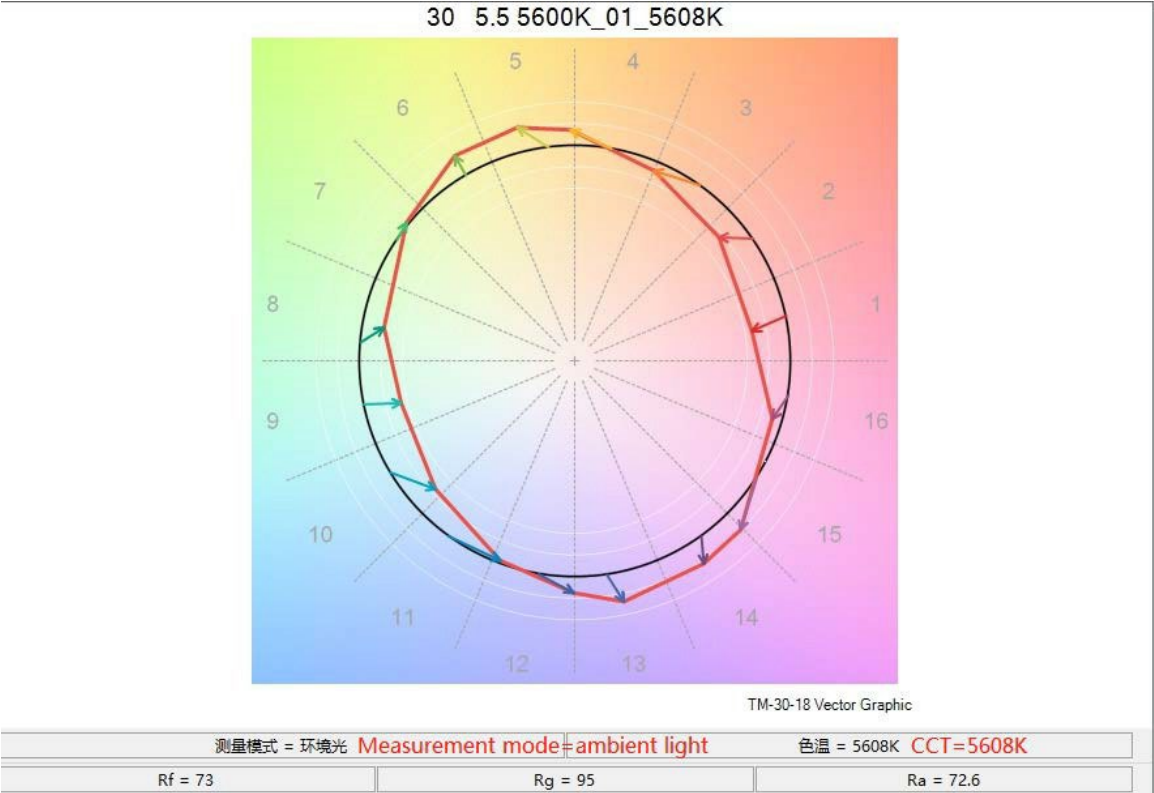 30 5.5 5600K_01_5608K
5 4
6 3
7 2
8 1
9 16
10 15
11 14
12 13
TM-30-18 Vector Graphic
测量模式 = 环境光 Measurement mode=ambient light 色温 = 5608K CCT=5608K
Rf = 73 Rg = 95 Ra = 72.6